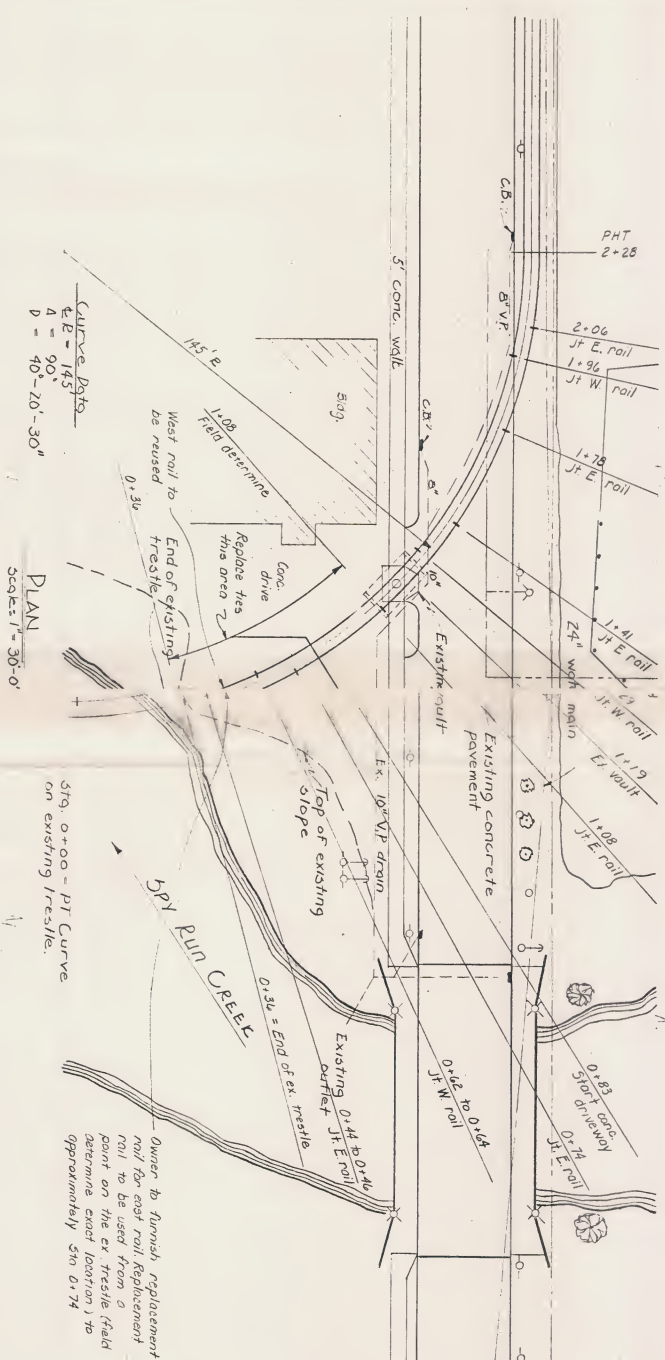 PHT
2+28
C.B.
8" V.P.
2+06
Jt E. rail
1+96
Jt W. rail
1+78
Jt E. rail
5' conc. walk
C.B.
8"
10"
145' R
Bldg.
1+08
Field determine
Curve Data
℄R = 145'
Δ = 90°
D = 40°-20'-30"
West rail to
be reused
0+36
End of existing
trestle
Conc.
drive
Replace ties
this area
Existing vault
Existing concrete
pavement
24"
main
1+41
Jt E. rail
Jt. W. rail
1+19
vault
1+08
Jt. E. rail
PLAN
Scale: 1" = 30'-0'
Ex. 10" V.P. drain
Top of existing
slope
Sta. 0+00 = PT Curve
on existing trestle.
SPY RUN CREEK
0+36 = End of ex. trestle
Existing
outlet
0+44 to 0+46
Jt. E. rail
0+62 to 0+64
Jt. W. rail
0+83
Start conc.
driveway
0+74
Jt. E. rail
Owner to furnish replacement
rail for east rail. Replacement
rail to be used from a
point on the ex. trestle (field
determine exact location) to
approximately Sta 0+74